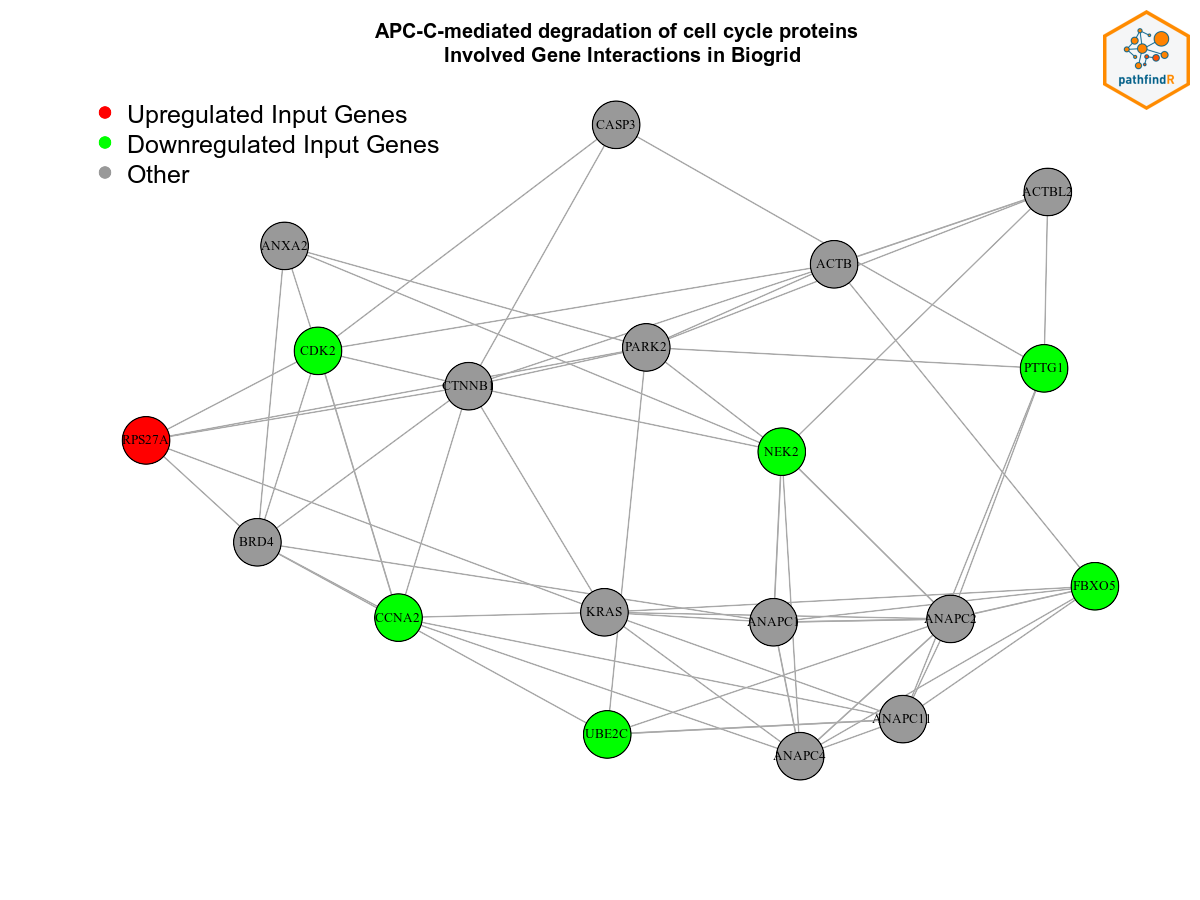 APC-C-mediated degradation of cell cycle proteins
Involved Gene Interactions in Biogrid
pathfindR
Upregulated Input Genes
Downregulated Input Genes
Other
CASP3
ACTBL2
ANXA2
ACTB
CDK2
PARK2
PTTG1
CTNNB1
RPS27A
NEK2
BRD4
FBXO5
CCNA2
KRAS
ANAPC1
ANAPC2
UBE2C
ANAPC11
ANAPC4